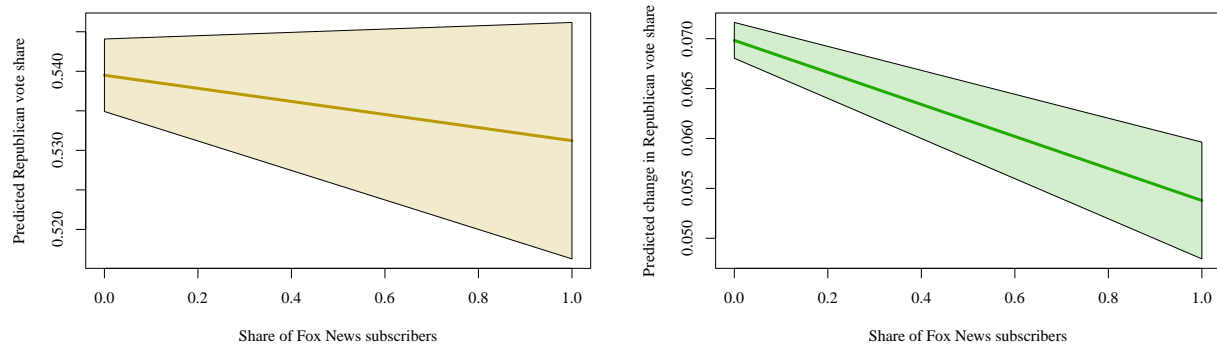 Predicted Republican vote share
0.540
0.530
0.520
0.0 0.2 0.4 0.6 0.8 1.0
Share of Fox News subscribers
Predicted change in Republican vote share
0.070
0.065
0.060
0.055
0.050
0.0 0.2 0.4 0.6 0.8 1.0
Share of Fox News subscribers